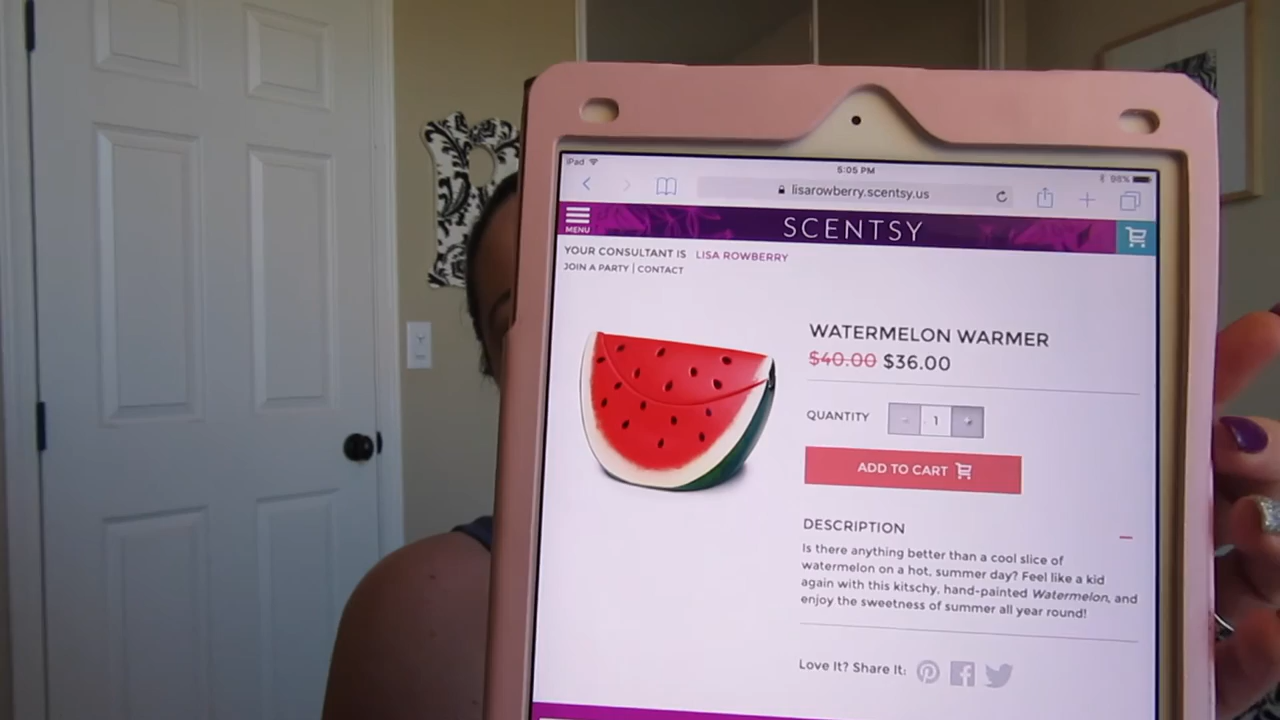 iPad
5:05 PM
98%
lisarowberry.scentsy.us
MENU
SCENTSY
YOUR CONSULTANT IS LISA ROWBERRY
JOIN A PARTY | CONTACT
WATERMELON WARMER
$40.00 $36.00
QUANTITY - 1 +
ADD TO CART
DESCRIPTION
Is there anything better than a cool slice of
watermelon on a hot, summer day? Feel like a kid
again with this kitschy, hand-painted Watermelon, and
enjoy the sweetness of summer all year round!
Love It? Share It: